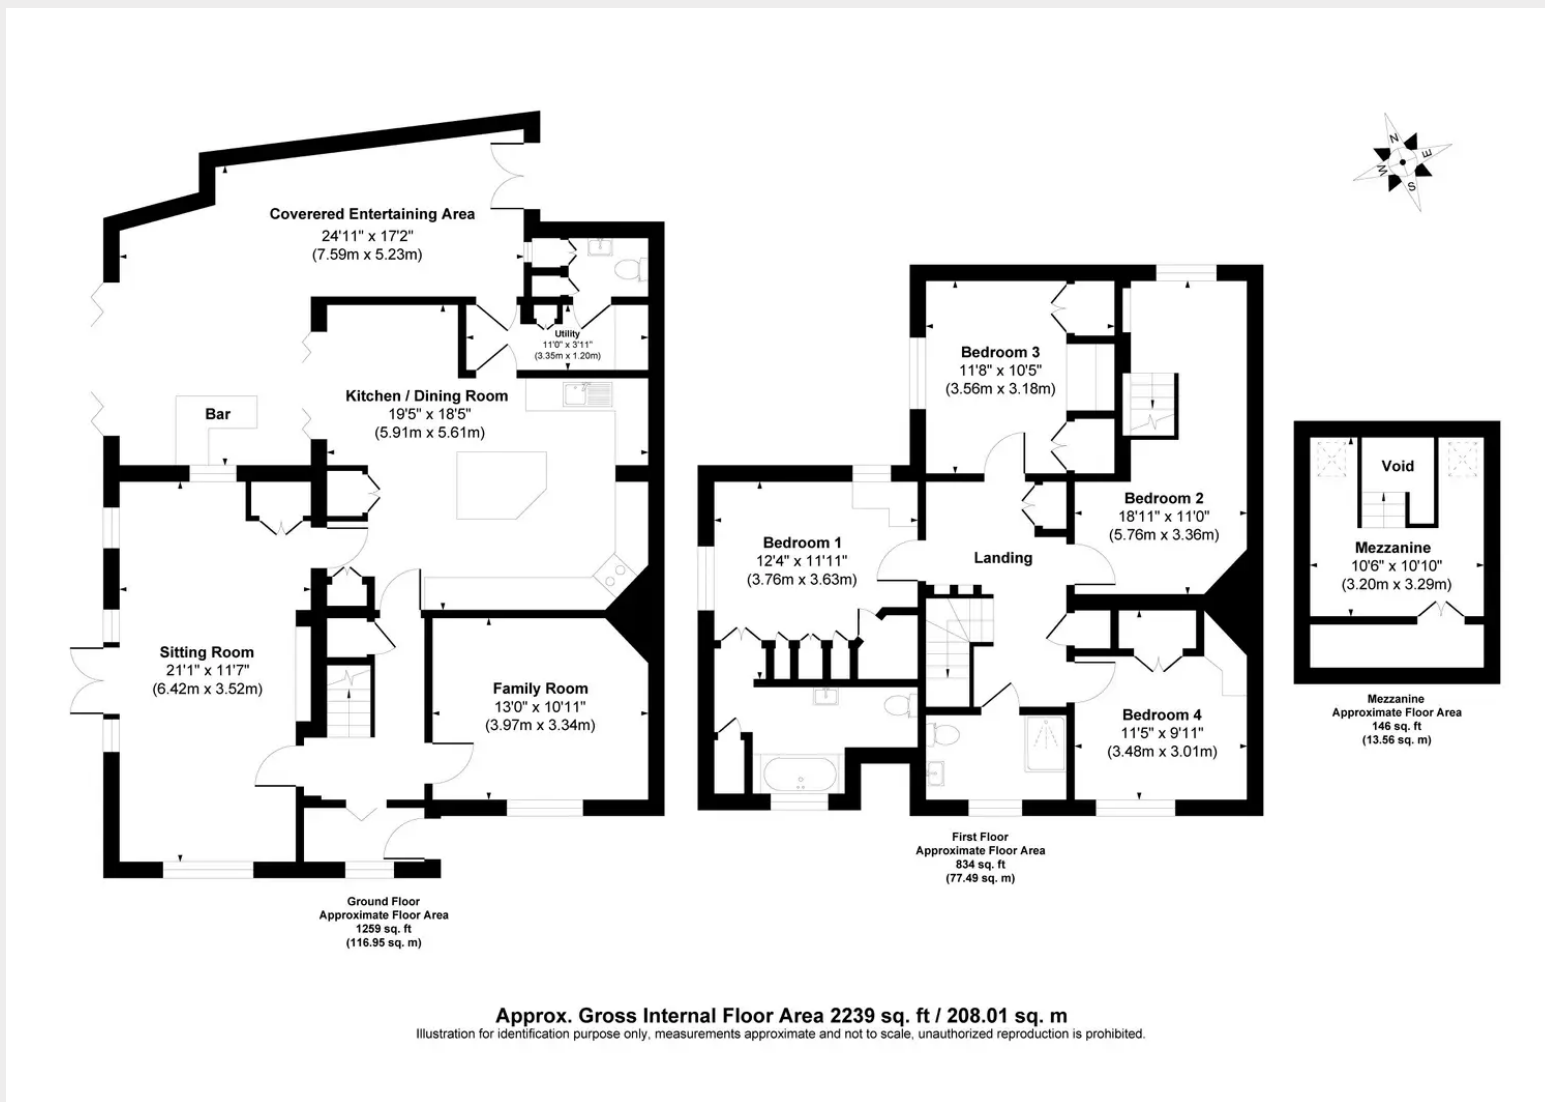 Coverered Entertaining Area
24'11" x 17'2"
(7.59m x 5.23m)
Utility
11'0" x 3'11"
(3.35m x 1.20m)
Kitchen / Dining Room
19'5" x 18'5"
(5.91m x 5.61m)
Bar
Sitting Room
21'1" x 11'7"
(6.42m x 3.52m)
Family Room
13'0" x 10'11"
(3.97m x 3.34m)
Ground Floor
Approximate Floor Area
1259 sq. ft
(116.95 sq. m)
Bedroom 3
11'8" x 10'5"
(3.56m x 3.18m)
Bedroom 2
18'11" x 11'0"
(5.76m x 3.36m)
Bedroom 1
12'4" x 11'11"
(3.76m x 3.63m)
Landing
Bedroom 4
11'5" x 9'11"
(3.48m x 3.01m)
First Floor
Approximate Floor Area
834 sq. ft
(77.49 sq. m)
N
E
W
S
Void
Mezzanine
10'6" x 10'10"
(3.20m x 3.29m)
Mezzanine
Approximate Floor Area
146 sq. ft
(13.56 sq. m)
Approx. Gross Internal Floor Area 2239 sq. ft / 208.01 sq. m
Illustration for identification purpose only, measurements approximate and not to scale, unauthorized reproduction is prohibited.